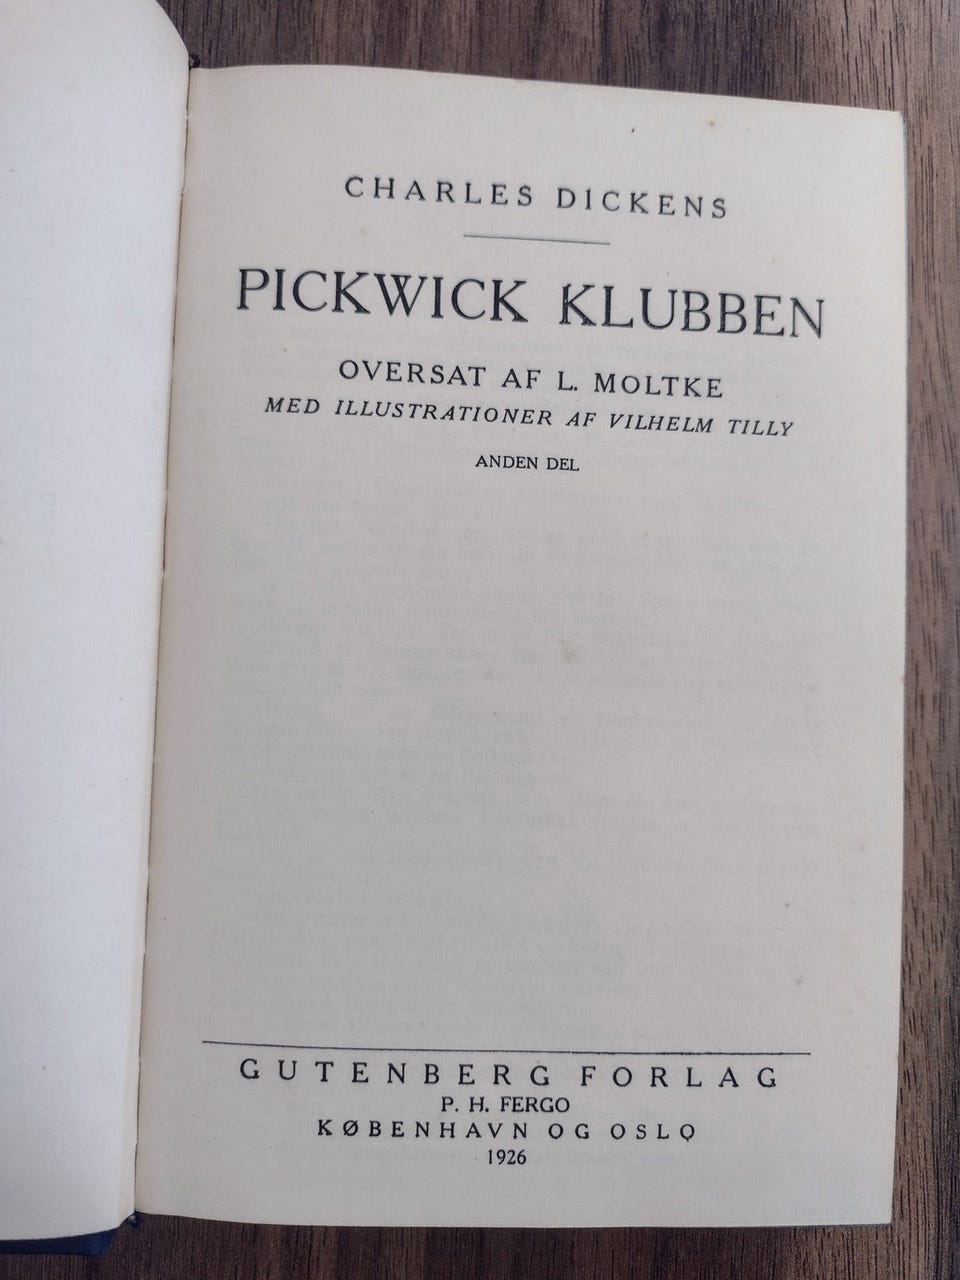 CHARLES DICKENS
PICKWICK KLUBBEN
OVERSAT AF L. MOLTKE
MED ILLUSTRATIONER AF VILHELM TILLY
ANDEN DEL
GUTENBERG FORLAG
P. H. FERGO
KØBENHAVN OG OSLO
1926